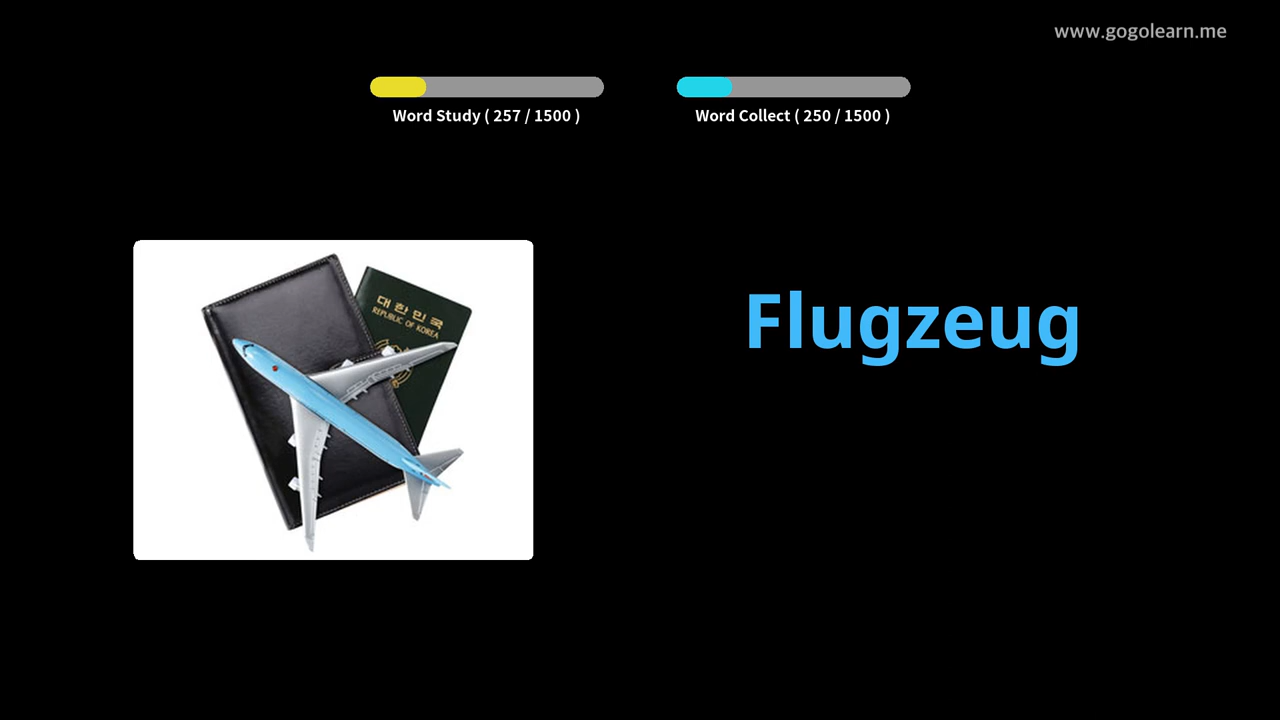 www.gogolearn.me
Word Study ( 257 / 1500 )
Word Collect ( 250 / 1500 )
대한민국
REPUBLIC OF KOREA
Flugzeug